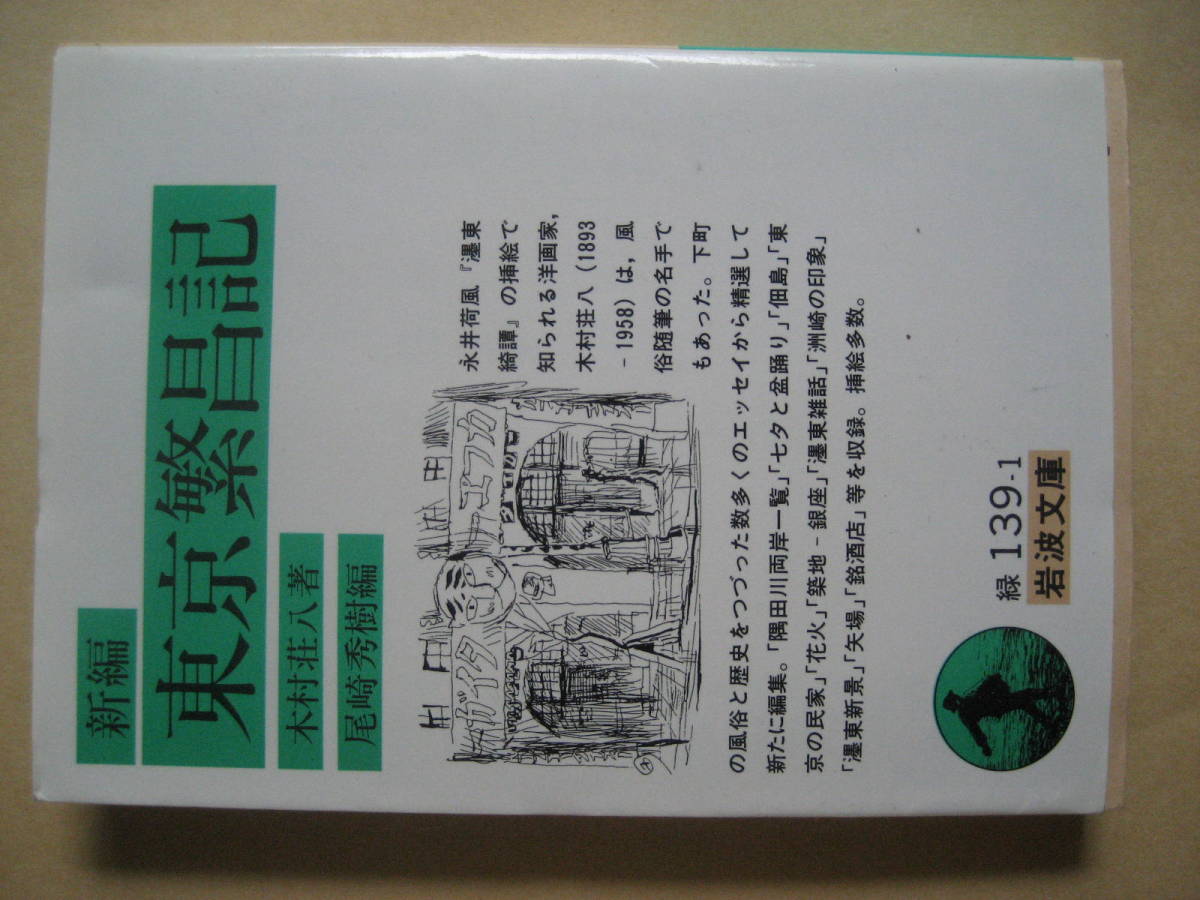 新編
東京繁昌記
木村荘八著
尾崎秀樹編
永井荷風『濹東
綺譚』の挿絵で
知られる洋画家,
木村荘八（1893
-1958）は，風
俗随筆の名手で
もあった。下町
の風俗と歴史をつづった数多くのエッセイから精選して
新たに編集。「隅田川両岸一覧」「七夕と盆踊り」「佃島」「東
京の民家」「花火」「築地-銀座」「濹東雑話」「洲崎の印象」
「濹東新景」「矢場」「銘酒店」等を収録。挿絵多数。
緑 139-1
岩波文庫